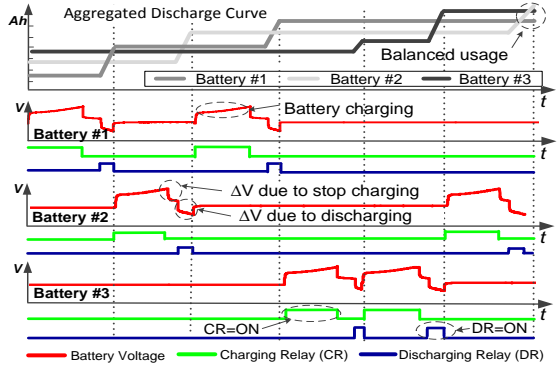 Ah
Aggregated Discharge Curve
Balanced usage
Battery #1 Battery #2 Battery #3
t
V
Battery charging
Battery #1
t
V
ΔV due to stop charging
ΔV due to discharging
Battery #2
t
V
Battery #3
t
CR=ON
DR=ON
Battery Voltage Charging Relay (CR) Discharging Relay (DR)